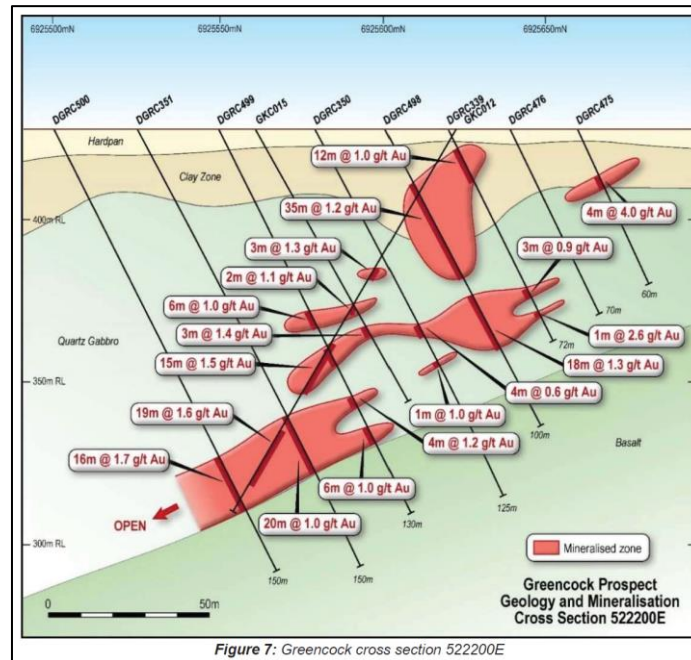 6925500mN
6925550mN
6925600mN
6925650mN
DGRC500
DGRC351
DGRC499
GKC015
DGRC350
DGRC498
DGRC339
GKC012
DGRC476
DGRC475
Hardpan
Clay Zone
12m @ 1.0 g/t Au
35m @ 1.2 g/t Au
4m @ 4.0 g/t Au
400m RL
3m @ 1.3 g/t Au
3m @ 0.9 g/t Au
2m @ 1.1 g/t Au
60m
6m @ 1.0 g/t Au
70m
Quartz Gabbro
3m @ 1.4 g/t Au
72m
1m @ 2.6 g/t Au
15m @ 1.5 g/t Au
18m @ 1.3 g/t Au
350m RL
4m @ 0.6 g/t Au
19m @ 1.6 g/t Au
1m @ 1.0 g/t Au
100m
4m @ 1.2 g/t Au
Basalt
16m @ 1.7 g/t Au
6m @ 1.0 g/t Au
125m
OPEN
20m @ 1.0 g/t Au
130m
300m RL
150m
150m
Mineralised zone
0
50m
Greencock Prospect
Geology and Mineralisation
Cross Section 522200E
Figure 7: Greencock cross section 522200E